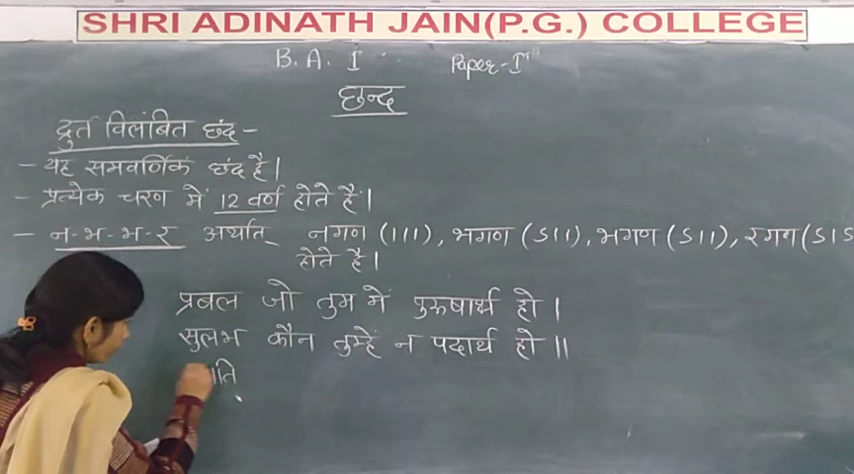 SHRI ADINATH JAIN(P.G.) COLLEGE
B.A. I Paper-I
छन्द
द्रुत विलंबित छंद -
- यह समवर्णिक छंद है।
- प्रत्येक चरण में 12 वर्ण होते हैं।
- न-भ-भ-र अर्थात् नगण (।।।), भगण (ऽ।।), भगण (ऽ।।), रगण (ऽ।ऽ
होते है।
प्रबल जो तुम में पुरुषार्थ हो।
सुलभ कौन तुम्हें न पदार्थ हो॥